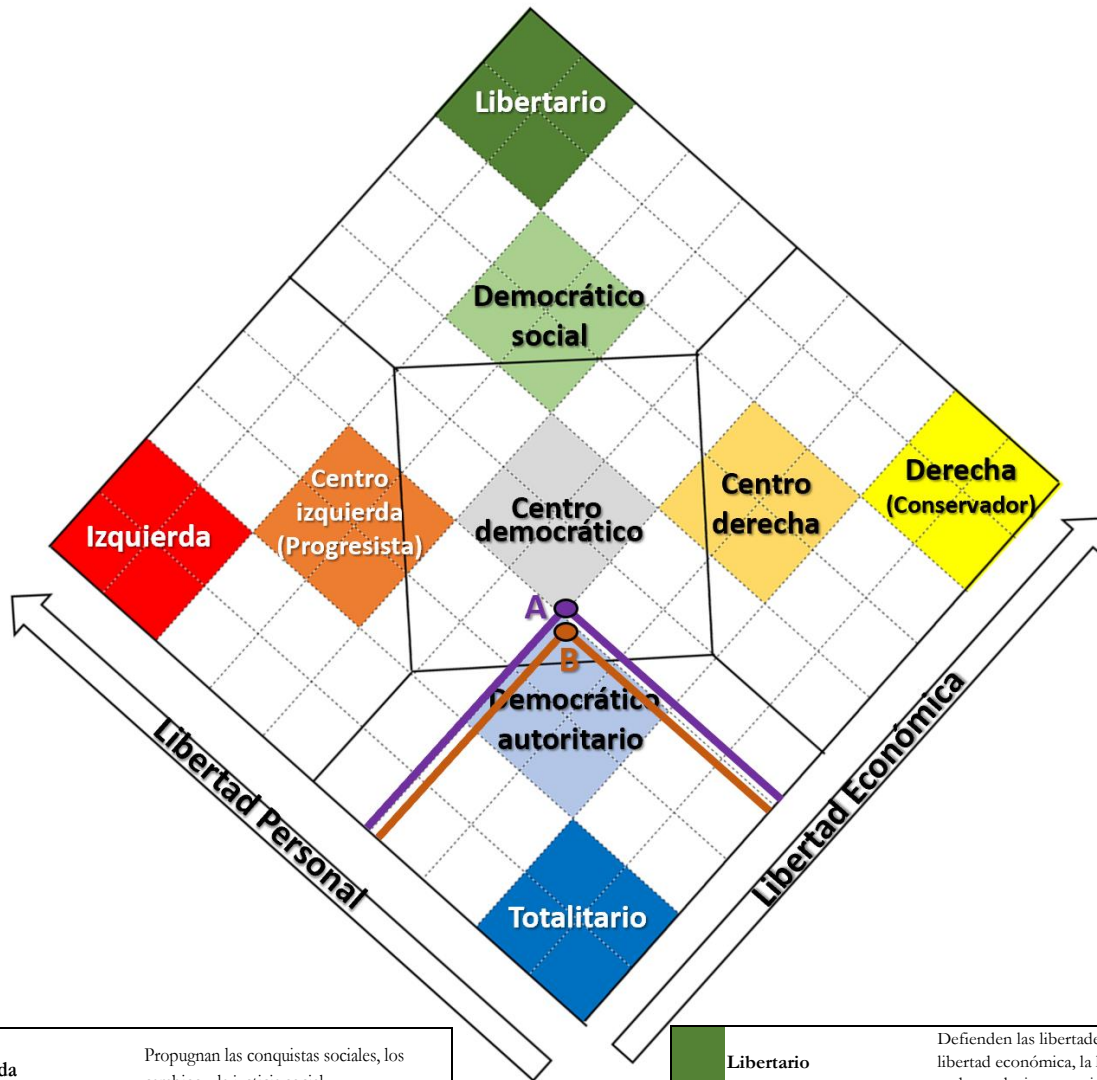 Libertario
Democrático
social
Izquierda
Centro
izquierda
(Progresista)
Centro
democrático
Centro
derecha
Derecha
(Conservador)
A
B
Democrático
autoritario
Totalitario
Libertad Personal
Libertad Económica
Propugnan las conquistas sociales, los
Libertario
Defienden las
libertad económica, la